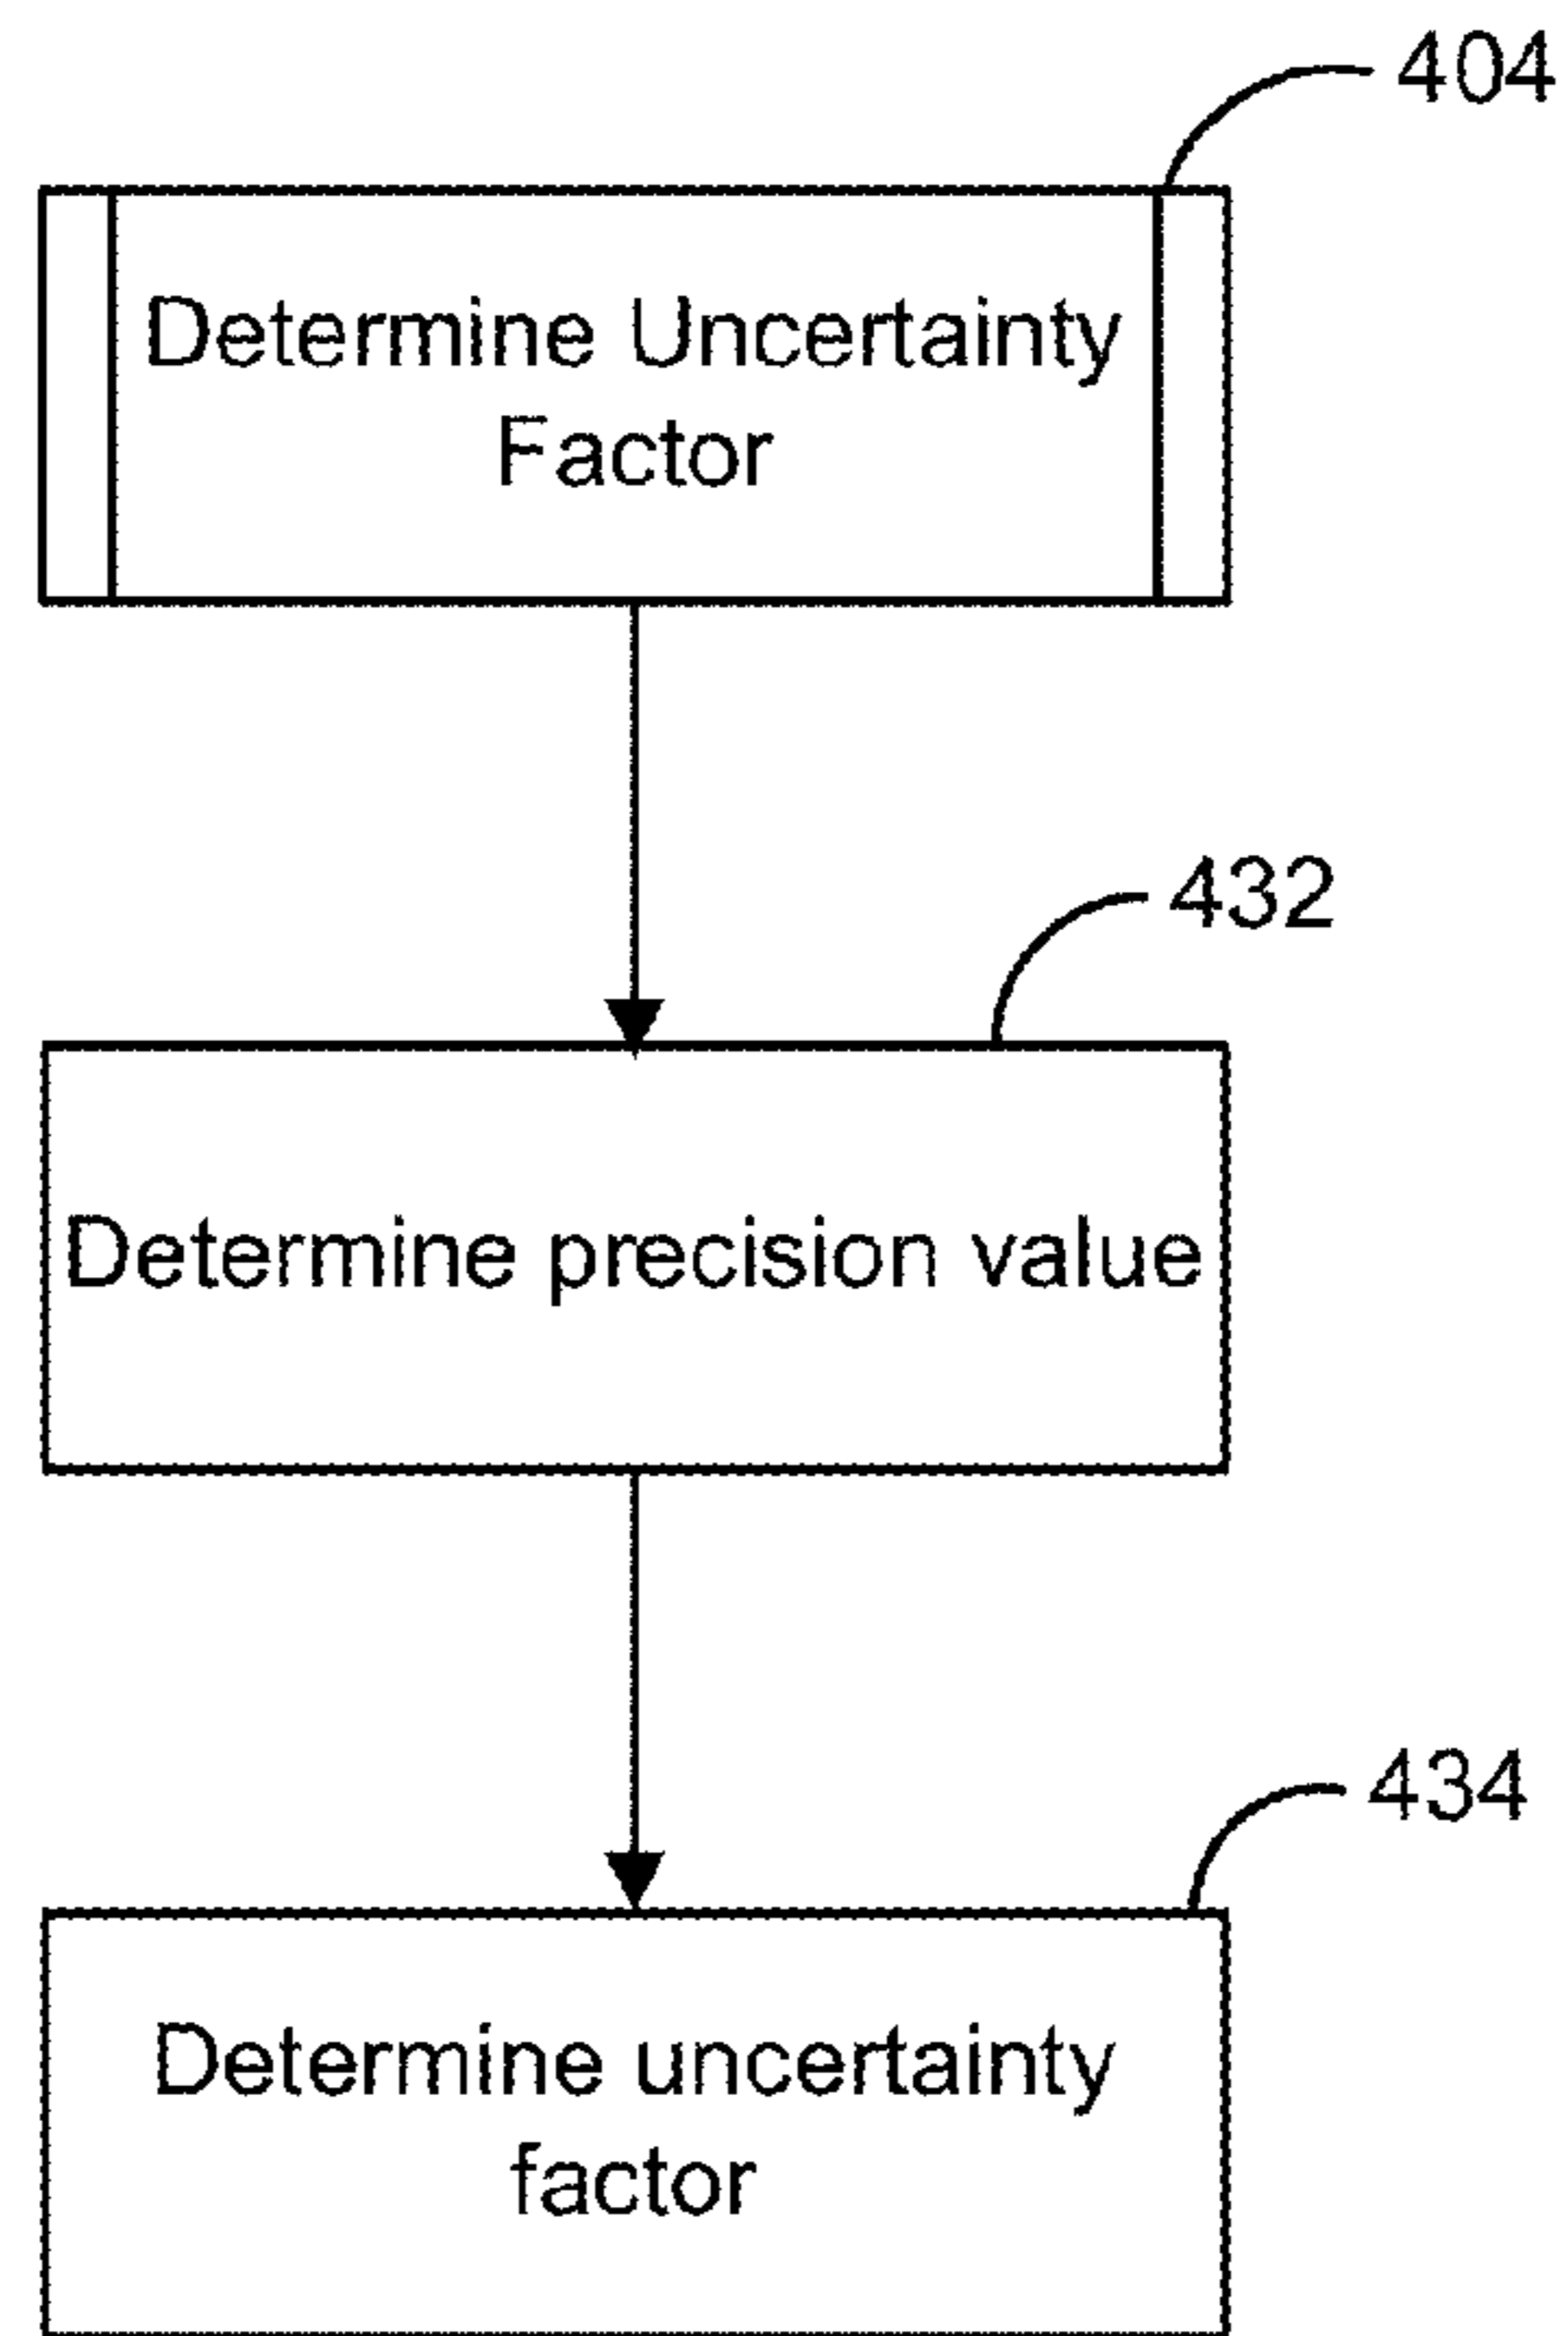 404
Determine Uncertainty
Factor
432
Determine precision value
434
Determine uncertainty
factor